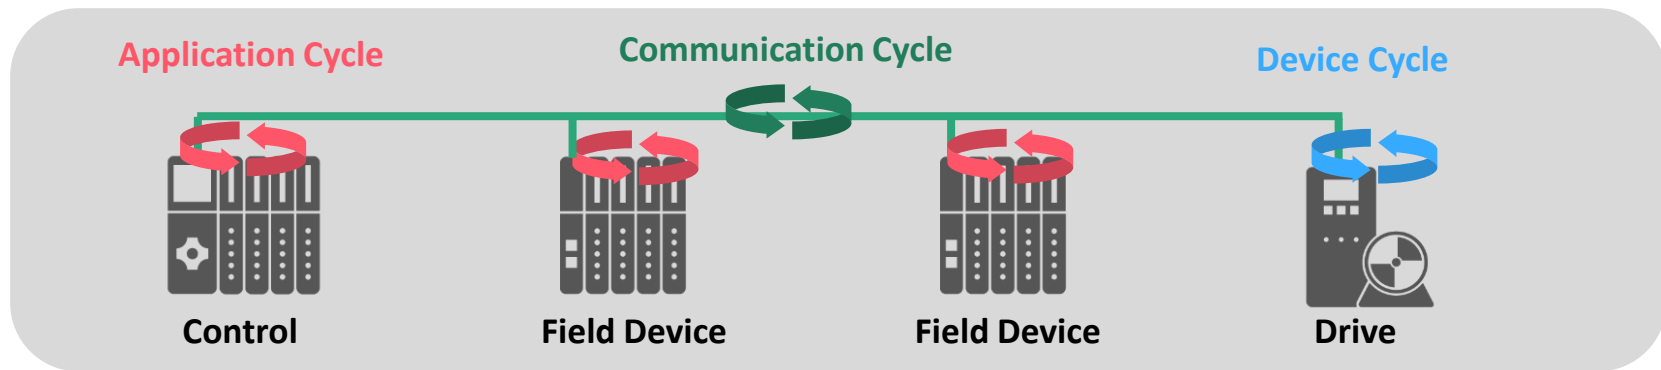 Application Cycle
Communication Cycle
Device Cycle
Control
Field Device
Field Device
Drive